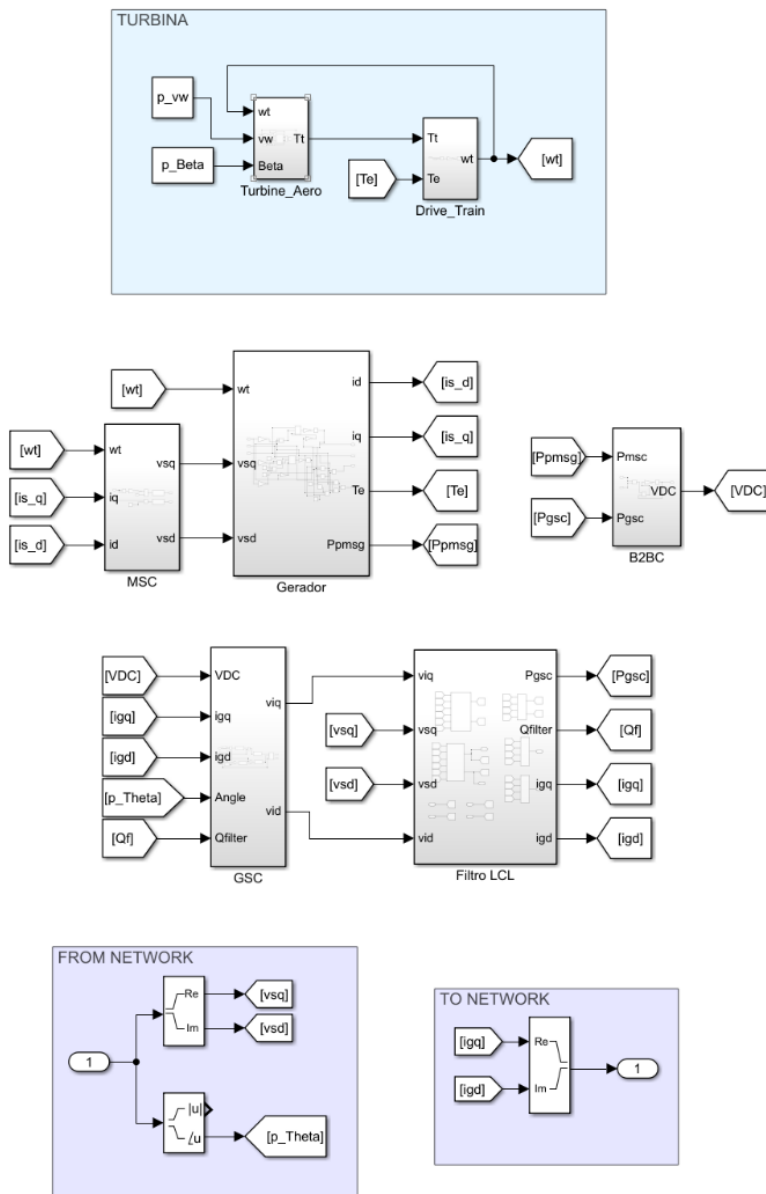 TURBINA
p_vw
p_Beta
wt
vw
Beta
Tt
Turbine_Aero
[Te]
Tt
Te
wt
Drive_Train
[wt]
[wt]
[wt]
[is_q]
[is_d]
wt
iq
id
vsq
vsd
MSC
wt
vsq
vsd
id
iq
Te
Ppmsg
Gerador
[is_d]
[is_q]
[Te]
[Ppmsg]
[Ppmsg]
[Pgsc]
Pmsc
Pgsc
VDC
B2BC
[VDC]
[VDC]
[igq]
[igd]
[p_Theta]
[Qf]
VDC
igq
igd
Angle
Qfilter
viq
vid
GSC
[vsq]
[vsd]
viq
vsq
vsd
vid
Pgsc
Qfilter
igq
igd
Filtro LCL
[Pgsc]
[Qf]
[igq]
[igd]
FROM NETWORK
1
Re
Im
[vsq]
[vsd]
|u|
∠u
[p_Theta]
TO NETWORK
[igq]
[igd]
Re
Im
1